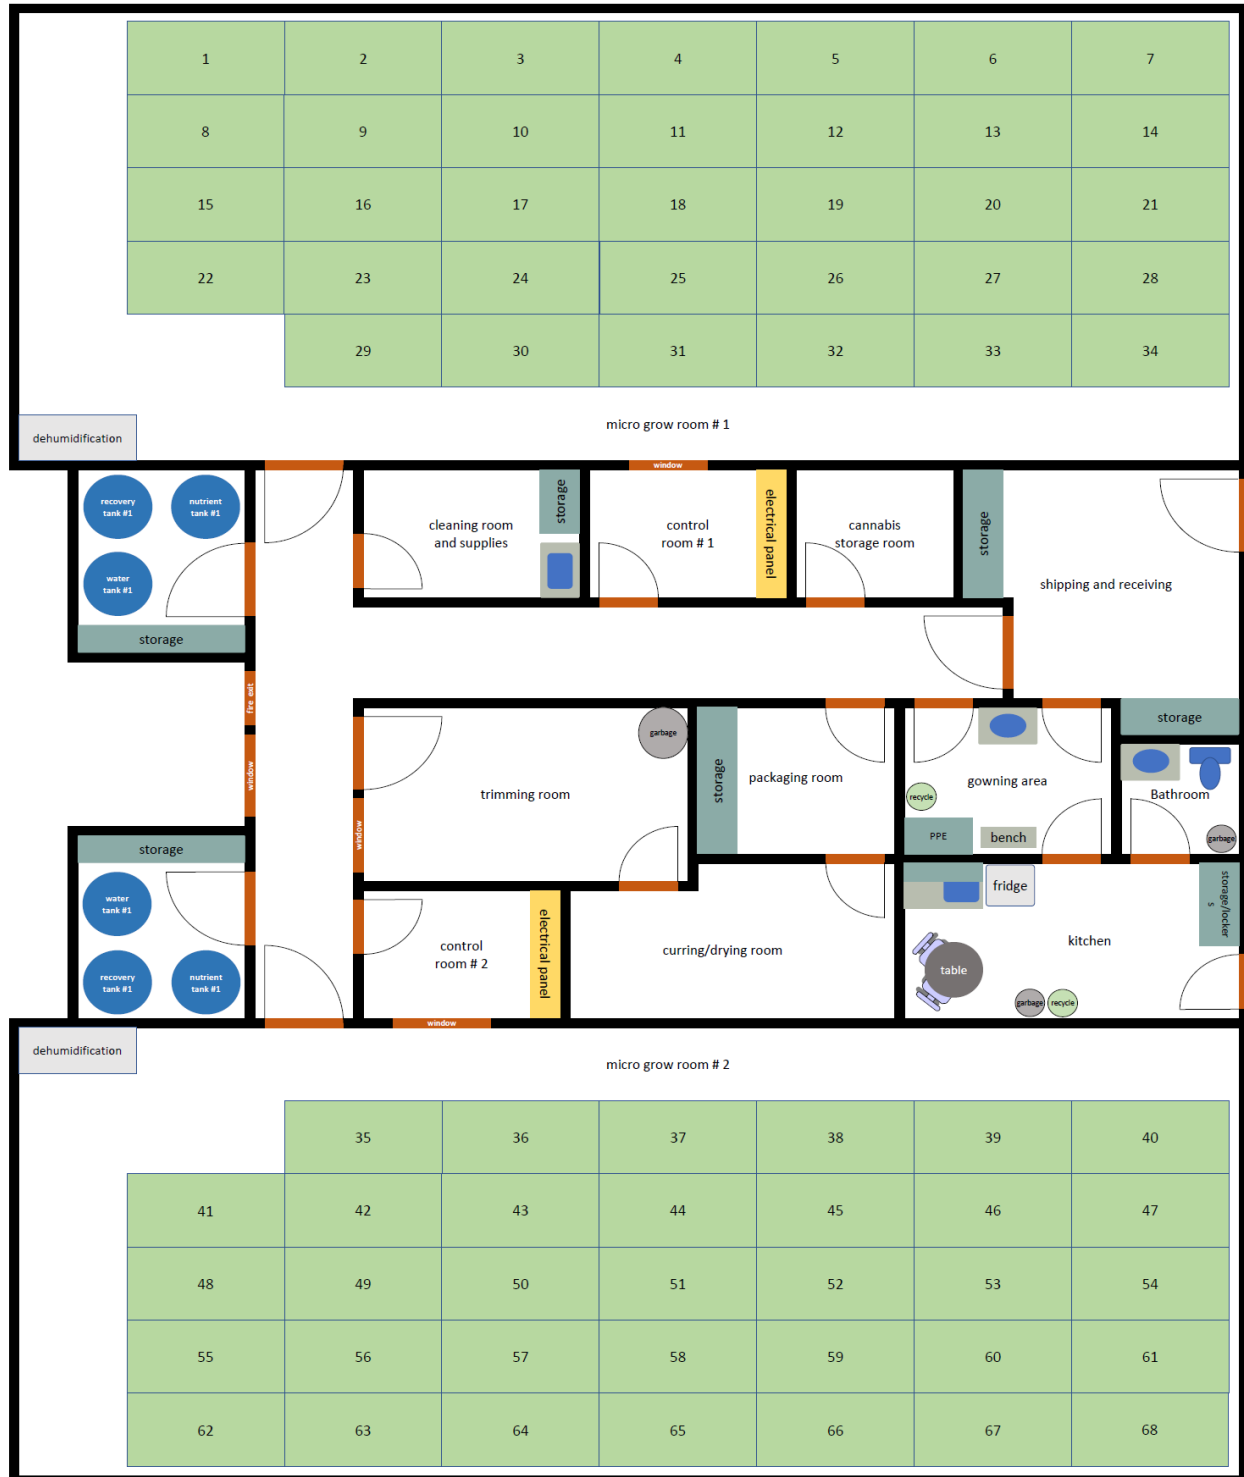 1
2
3
4
5
6
7
8
9
10
11
12
13
14
15
16
17
18
19
20
21
22
23
24
25
26
27
28
29
30
31
32
33
34
micro grow room # 1
dehumidification
window
recovery
tank #1
nutrient
tank #1
water
tank #1
storage
cleaning room
and supplies
storage
control
room # 1
electrical panel
cannabis
storage room
storage
shipping and receiving
fire exit
window
storage
garbage
trimming room
window
storage
packaging room
gowning area
recycle
PPE
bench
Bathroom
garbage
storage
water
tank #1
recovery
tank #1
nutrient
tank #1
control
room # 2
electrical panel
curring/drying room
fridge
storage/locker
s
kitchen
table
garbage
recycle
window
dehumidification
micro grow room # 2
35
36
37
38
39
40
41
42
43
44
45
46
47
48
49
50
51
52
53
54
55
56
57
58
59
60
61
62
63
64
65
66
67
68